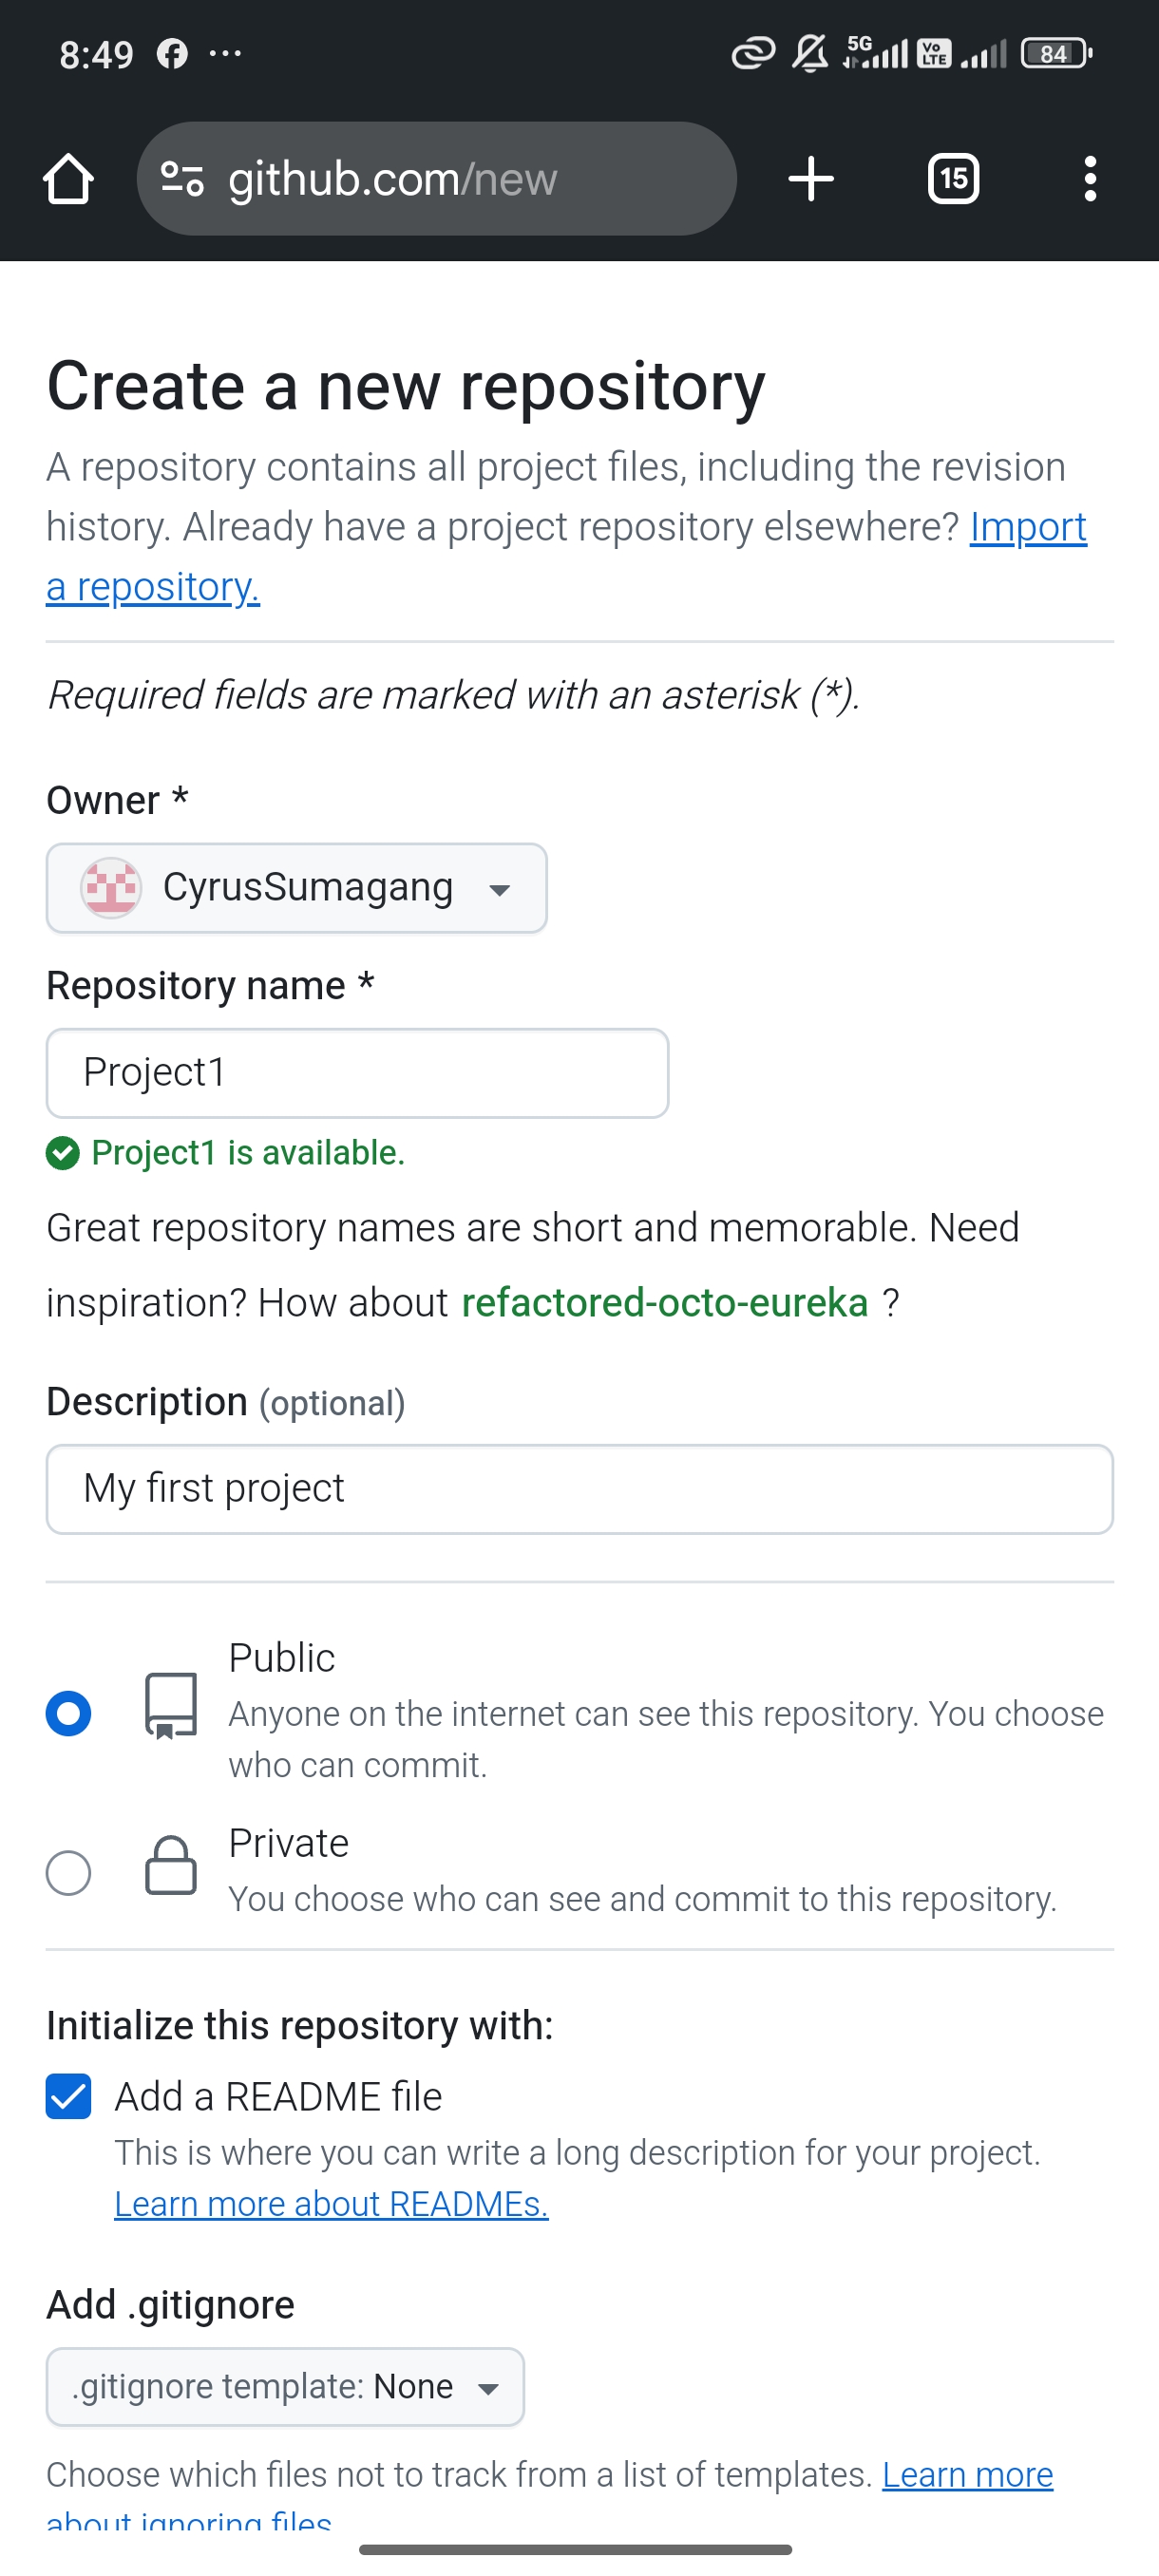 8:49 ... 5G Vo LTE 84
github.com/new 15
Create a new repository
A repository contains all project files, including the revision
history. Already have a project repository elsewhere? Import
a repository.
Required fields are marked with an asterisk (*).
Owner *
CyrusSumagang
Repository name *
Project1
Project1 is available.
Great repository names are short and memorable. Need
inspiration? How about refactored-octo-eureka ?
Description (optional)
My first project
Public
Anyone on the internet can see this repository. You choose
who can commit.
Private
You choose who can see and commit to this repository.
Initialize this repository with:
Add a README file
This is where you can write a long description for your project.
Learn more about READMEs.
Add .gitignore
.gitignore template: None
Choose which files not to track from a list of templates. Learn more
about ignoring files